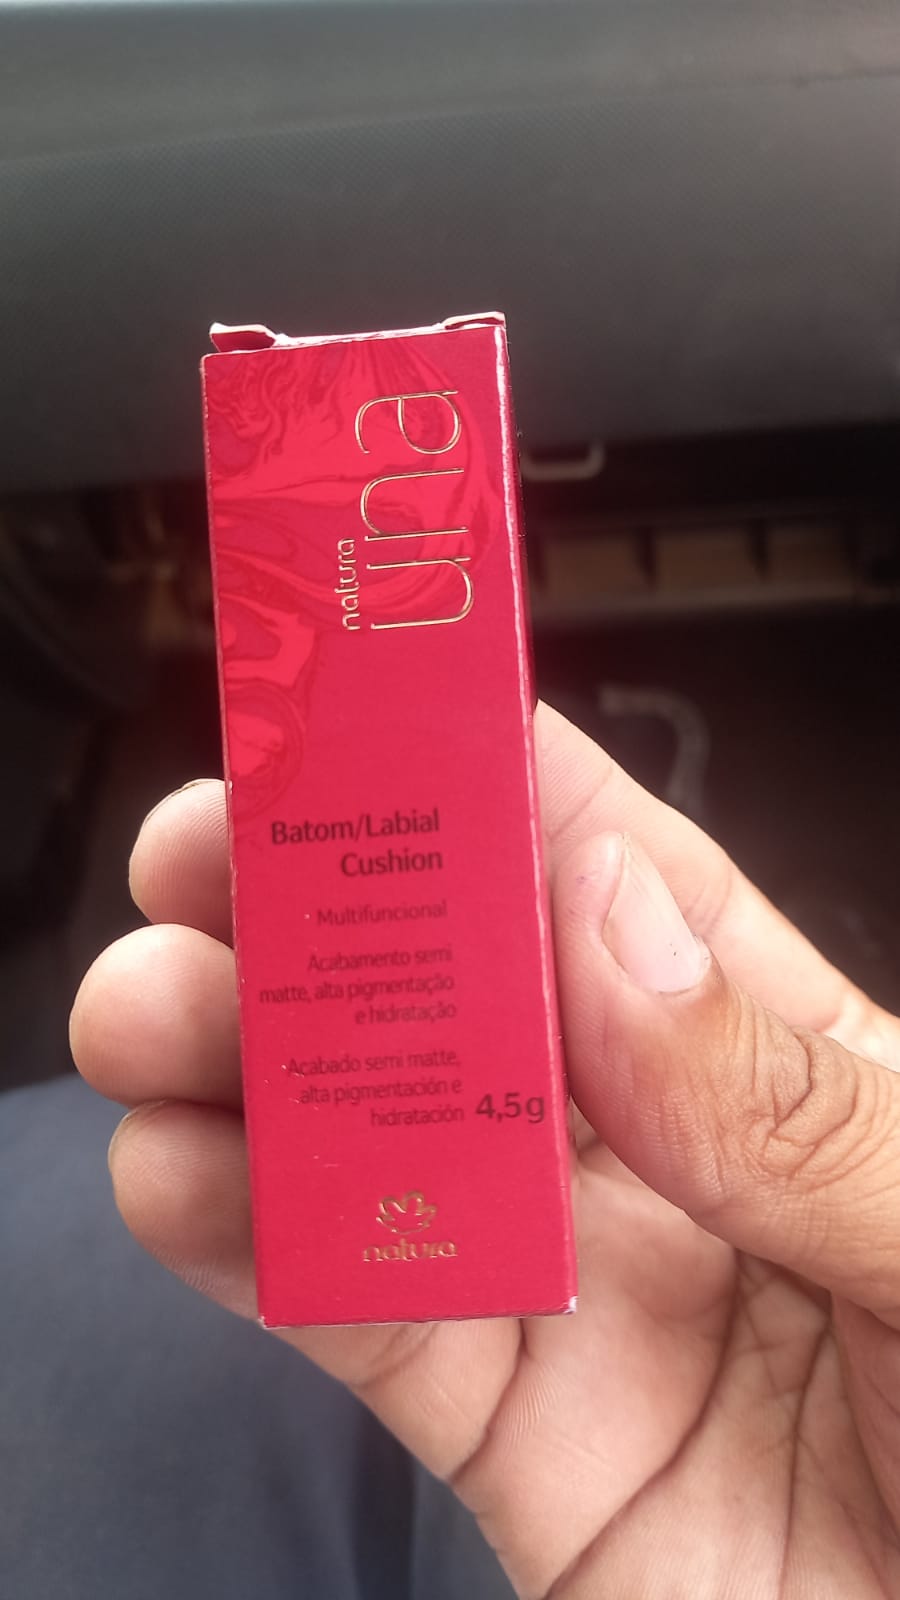 natura
una
Batom/Labial
Cushion
Multifuncional
Acabamento semi
matte, alta pigmentação
e hidratação
Acabado semi matte,
alta pigmentación e
hidratación 4,5g
natura